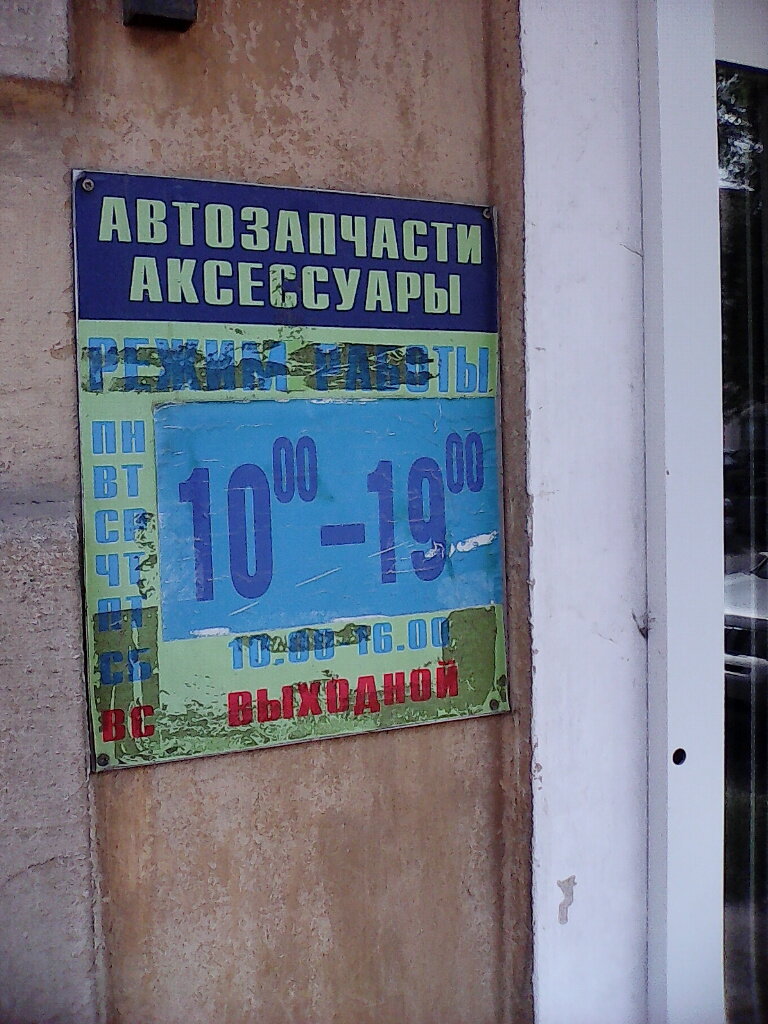 АВТОЗАПЧАСТИ
АКСЕССУАРЫ
РЕЖИМ РАБОТЫ
ПН
ВТ
СР
ЧТ
ПТ
10⁰⁰-19⁰⁰
СБ 10.00-16.00
ВС ВЫХОДНОЙ